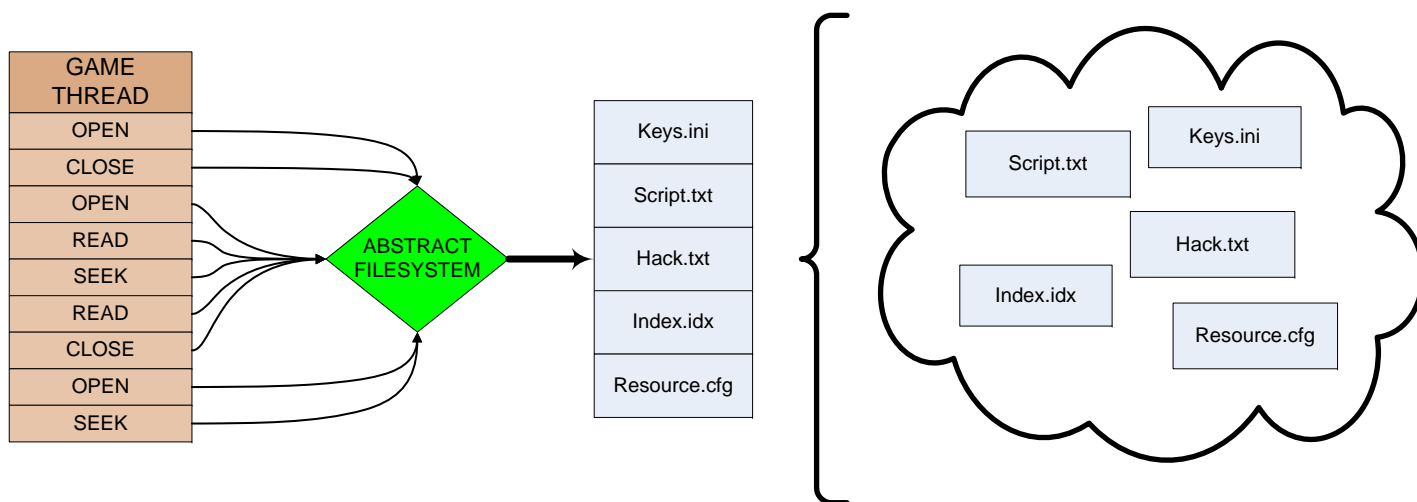 GAME
THREAD
OPEN
CLOSE
OPEN
READ
SEEK
READ
CLOSE
OPEN
SEEK
ABSTRACT
FILESYSTEM
Keys.ini
Script.txt
Hack.txt
Index.idx
Resource.cfg
Script.txt
Keys.ini
Hack.txt
Index.idx
Resource.cfg